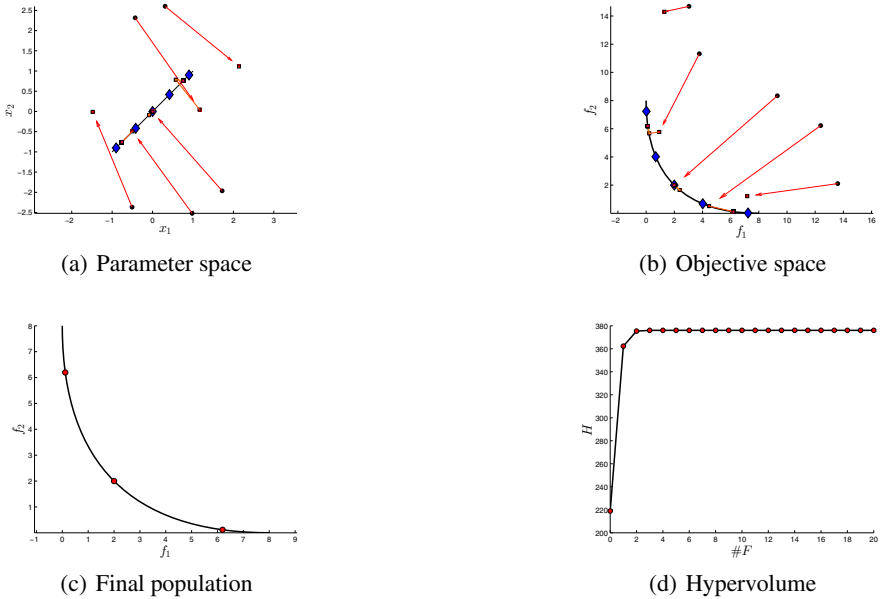 2.5
2
1.5
1
0.5
0
-0.5
-1
-1.5
-2
-2.5
x₂
-2 -1 0 1 2 3
x₁
(a) Parameter space
14
12
10
8
6
4
2
f₂
-2 0 2 4 6 8 10 12 14 16
f₁
(b) Objective space
8
7
6
5
4
3
2
1
f₂
-1 0 1 2 3 4 5 6 7 8 9
f₁
(c) Final population
380
360
340
320
300
280
260
240
220
200
H
0 2 4 6 8 10 12 14 16 18 20
#F
(d) Hypervolume